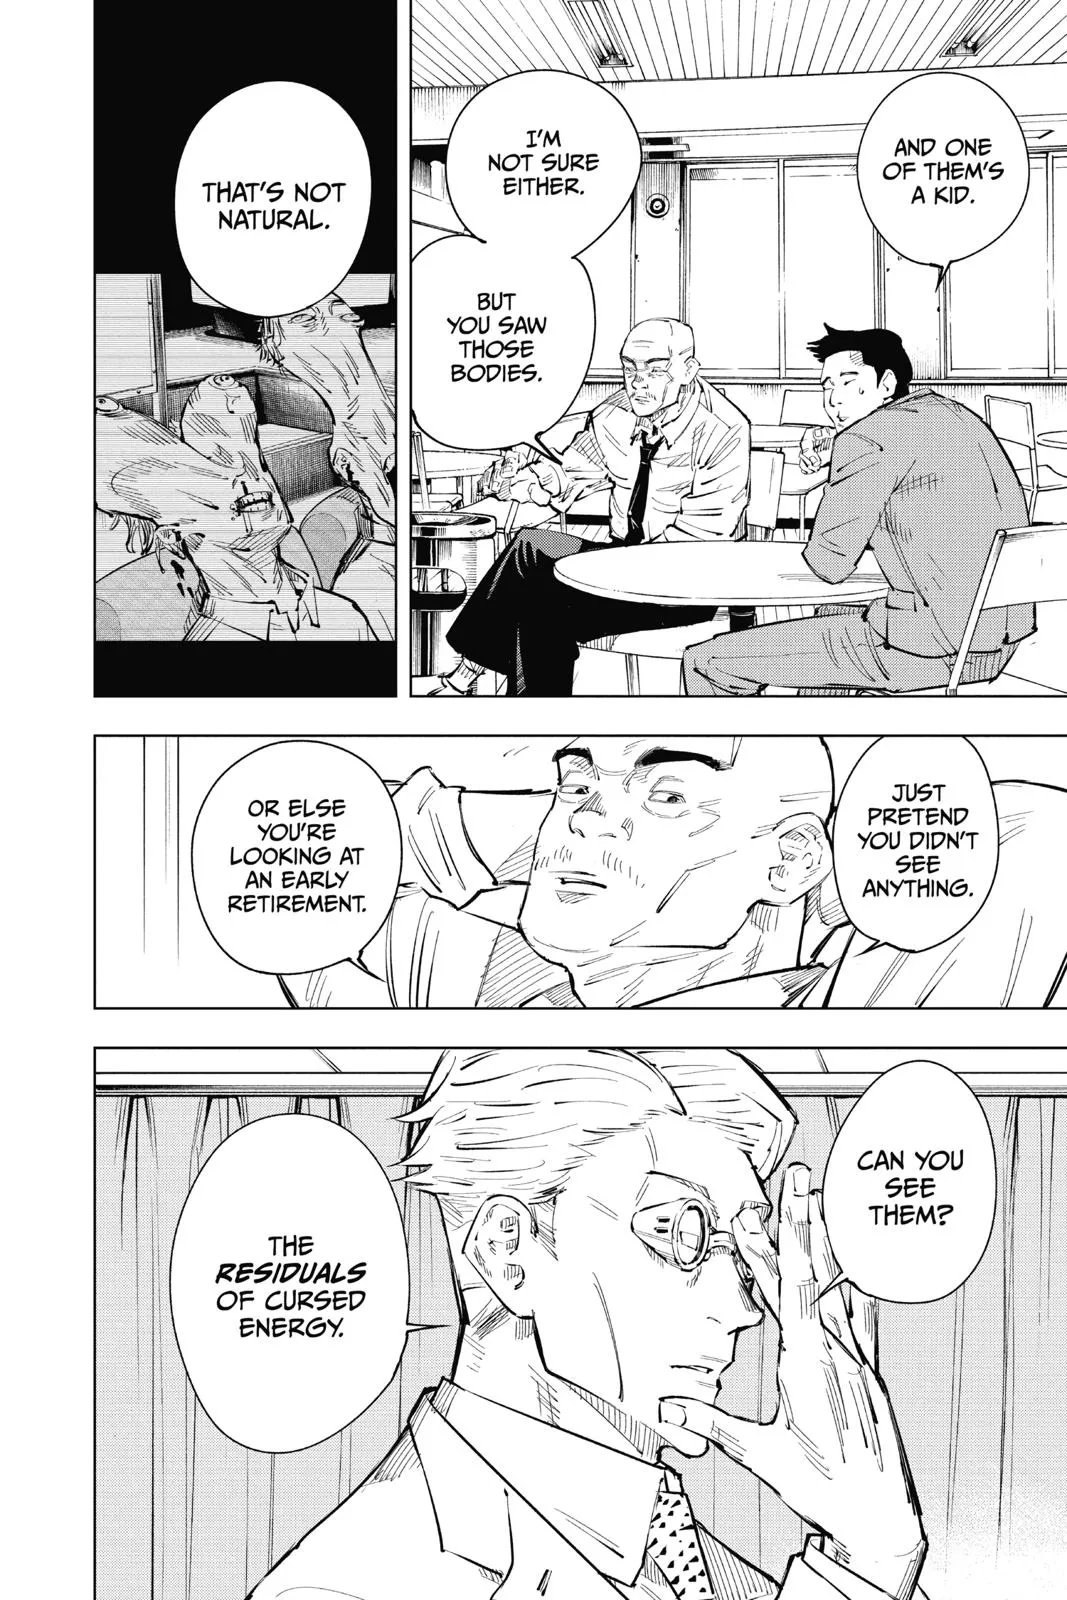 AND ONE
OF THEM'S
A KID.
I'M
NOT SURE
EITHER.
BUT
YOU SAW
THOSE
BODIES.
THAT'S NOT
NATURAL.
JUST
PRETEND
YOU DIDN'T
SEE
ANYTHING.
OR ELSE
YOU'RE
LOOKING AT
AN EARLY
RETIREMENT.
CAN YOU
SEE
THEM?
THE
RESIDUALS
OF CURSED
ENERGY.